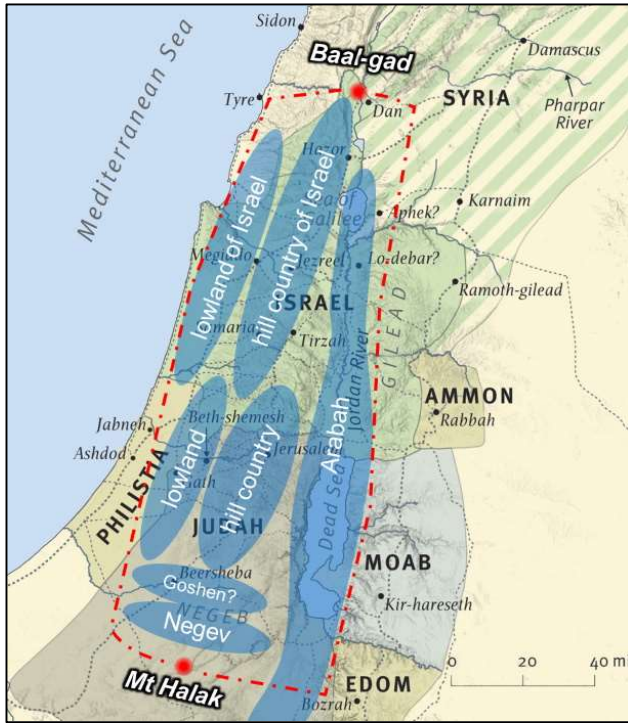 Sidon
Mediterranean Sea
Baal-gad
Damascus
Tyre
Dan
SYRIA
Pharpar
River
Hazor
lowland of Israel
hill country of Israel
Sea of
Galilee
Aphek?
Karnaim
Megiddo
Jezreel
Lo-debar?
ISRAEL
Ramoth-gilead
Samaria
Tirzah
GILEAD
Jordan River
AMMON
Rabbah
Jabneh
Beth-shemesh
Ashdod
Jerusalem
Gath
lowland
hill country
Arabah
PHILISTIA
JUDAH
Dead Sea
MOAB
Beersheba
Goshen?
Kir-hareseth
NEGEB
Negev
Mt Halak
EDOM
Bozrah
0 20 40 mi